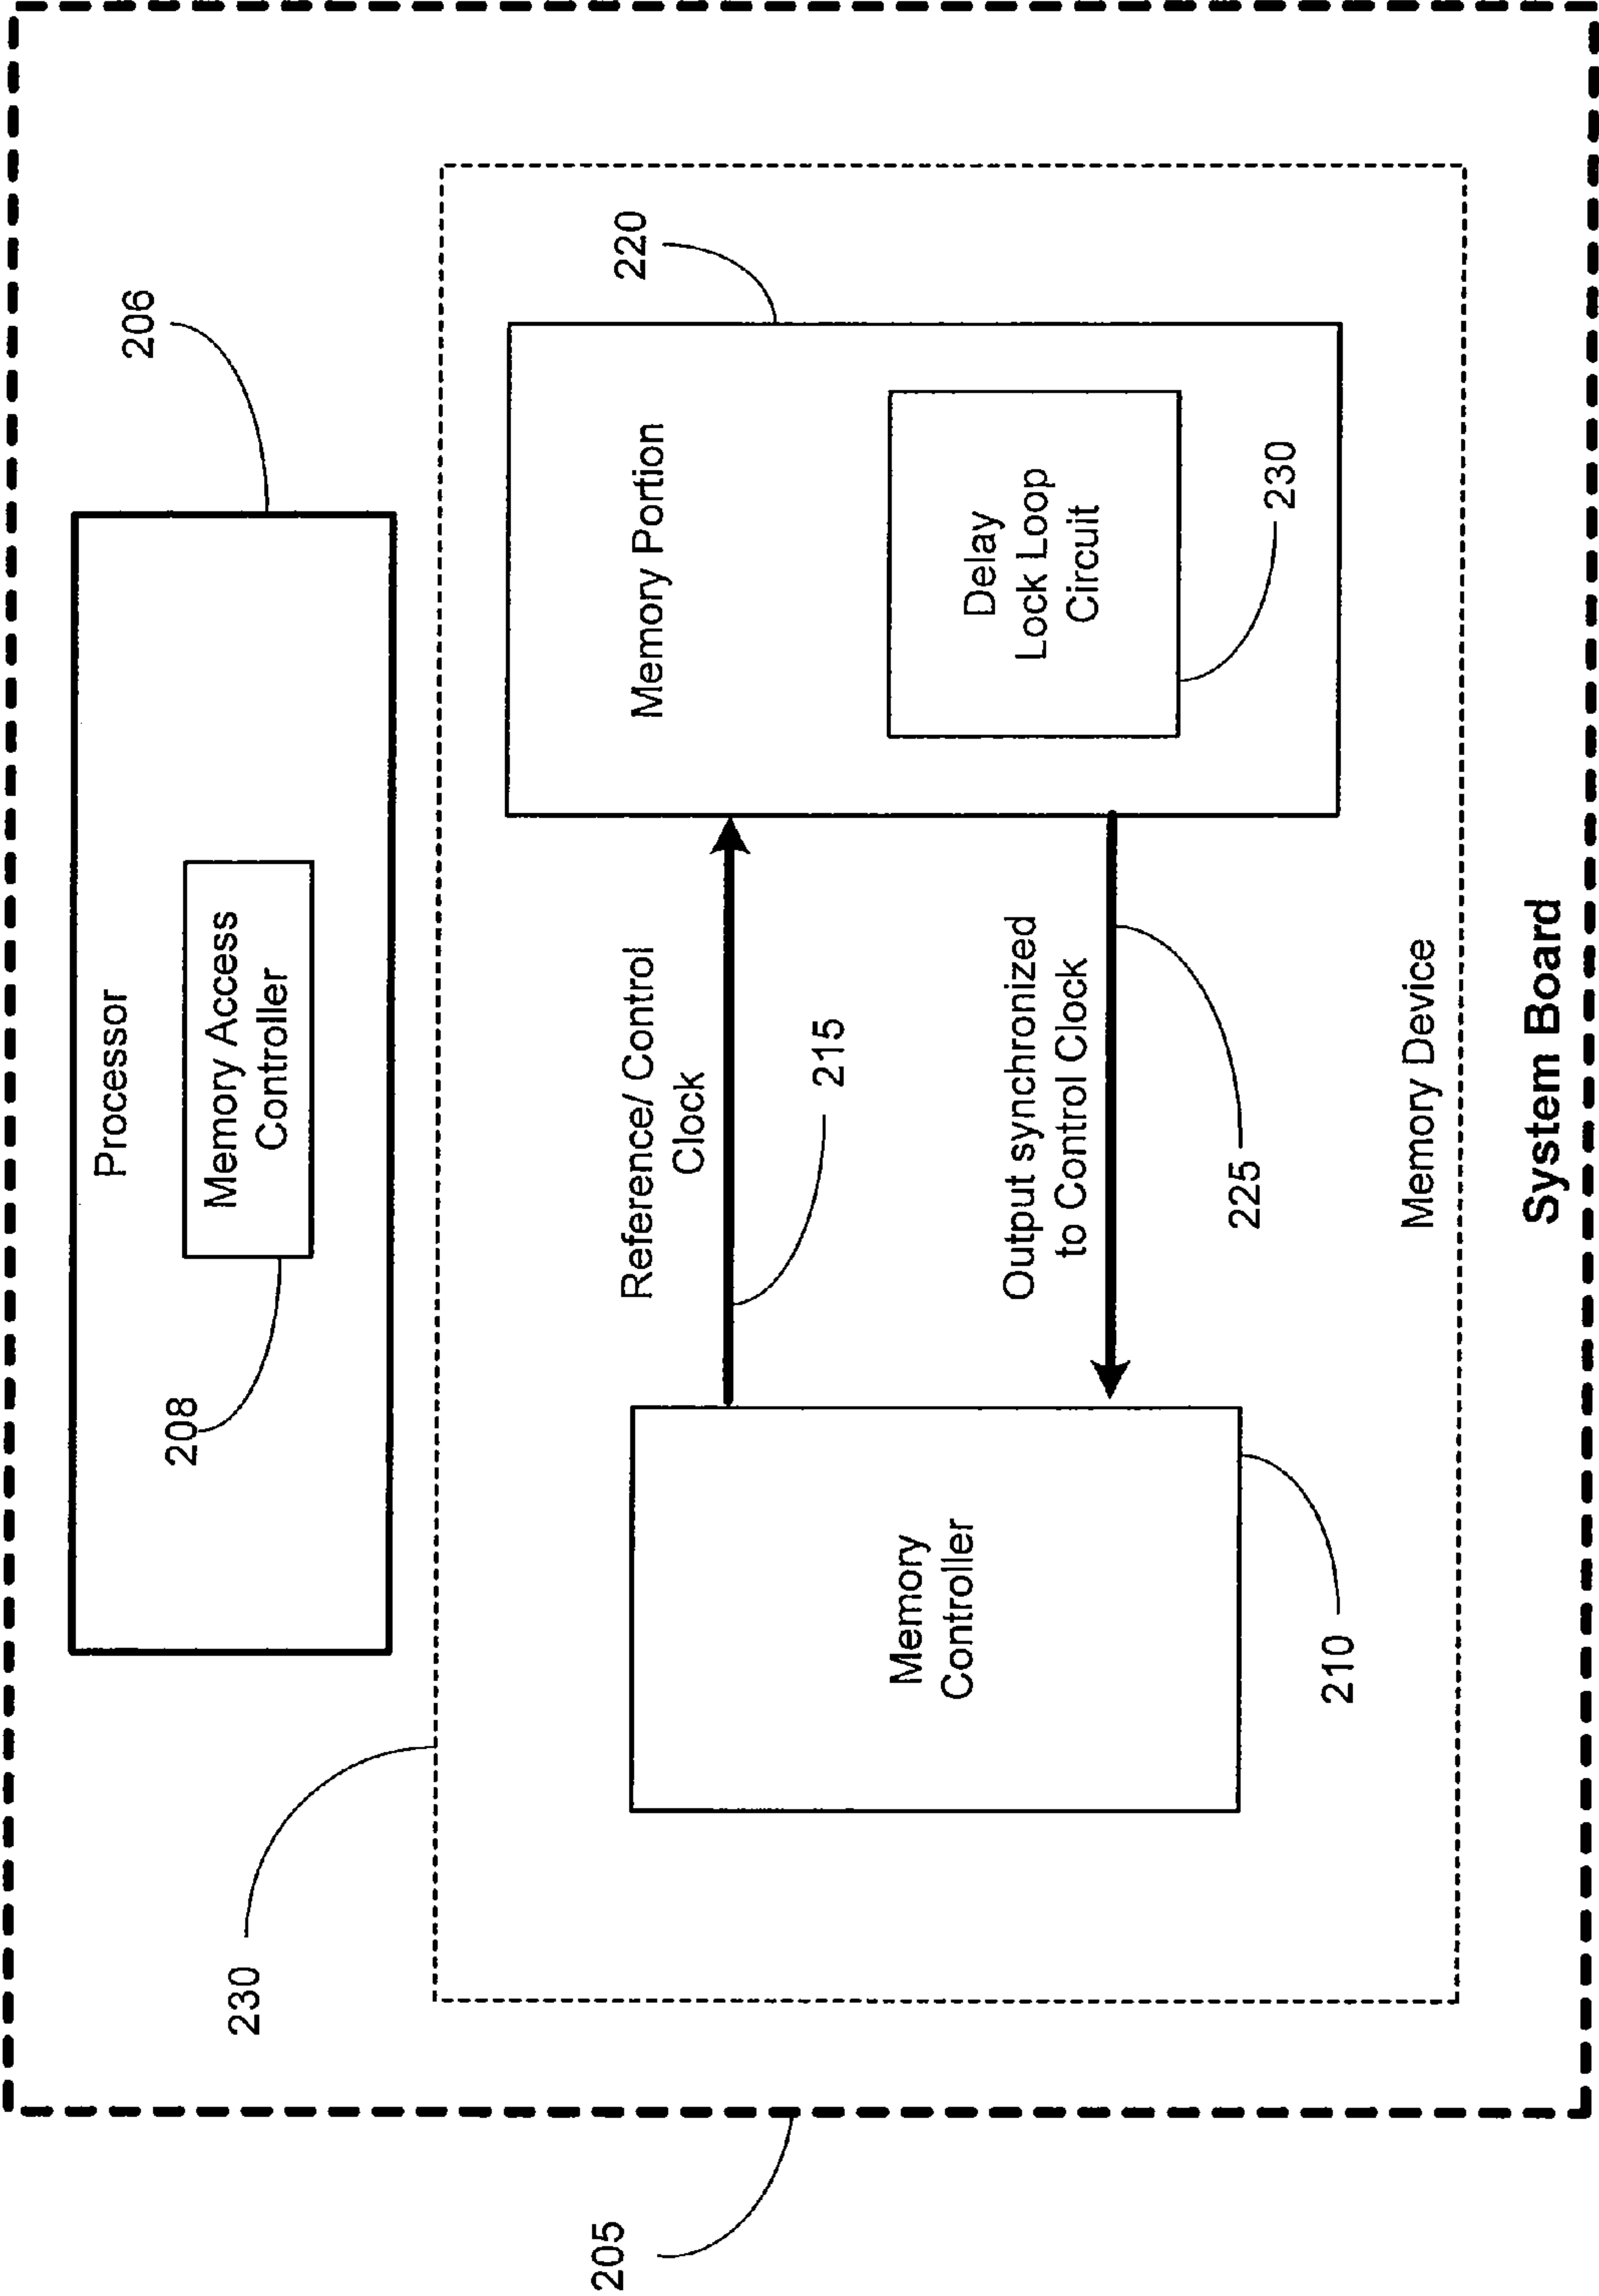 206
Processor
Memory Access
Controller
208
230
220
Memory Portion
Reference/ Control
Clock
215
Memory
Controller
Delay
Lock Loop
Circuit
230
Output synchronized
to Control Clock
225
210
Memory Device
System Board
205